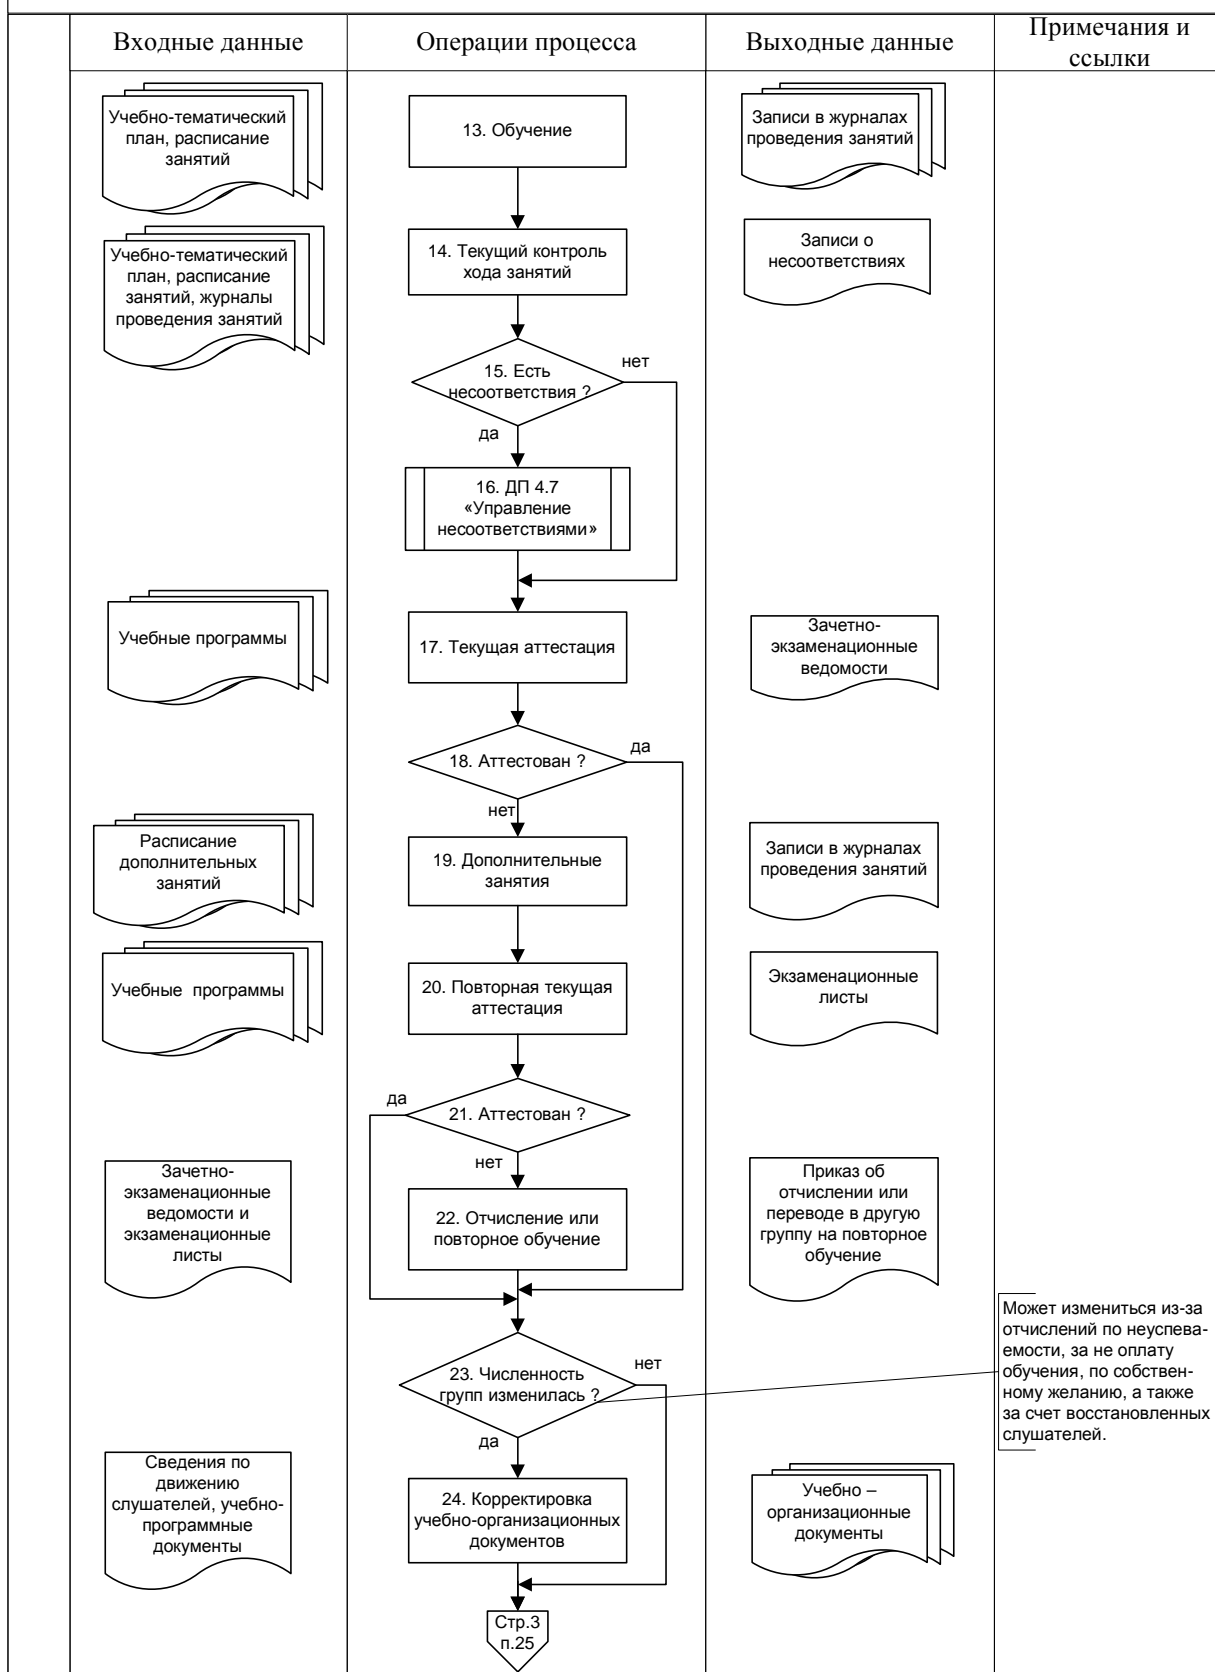 Входные данные
Операции процесса
Выходные данные
Примечания и
ссылки
Учебно-тематический
план, расписание
занятий
13. Обучение
Записи в журналах
проведения занятий
Учебно-тематический
план, расписание
занятий, журналы
проведения занятий
14. Текущий контроль
хода занятий
Записи о
несоответствиях
15. Есть
несоответствия ?
нет
да
16. ДП 4.7
«Управление
несоответствиями»
Учебные программы
17. Текущая аттестация
Зачетно-
экзаменационные
ведомости
18. Аттестован ?
да
нет
Расписание
дополнительных
занятий
19. Дополнительные
занятия
Записи в журналах
проведения занятий
Учебные программы
20. Повторная текущая
аттестация
Экзаменационные
листы
да
21. Аттестован ?
нет
Зачетно-
экзаменационные
ведомости и
экзаменационные
листы
22. Отчисление или
повторное обучение
Приказ об
отчислении или
переводе в другую
группу на повторное
обучение
Может измениться из-за
отчислений по неуспева-
емости, за не оплату
обучения, по собствен-
ному желанию, а также
за счет восстановленных
слушателей.
23. Численность
групп изменилась ?
нет
да
Сведения по
движению
слушателей, учебно-
программные
документы
24. Корректировка
учебно-организационных
документов
Учебно –
организационные
документы
Стр.3
п.25